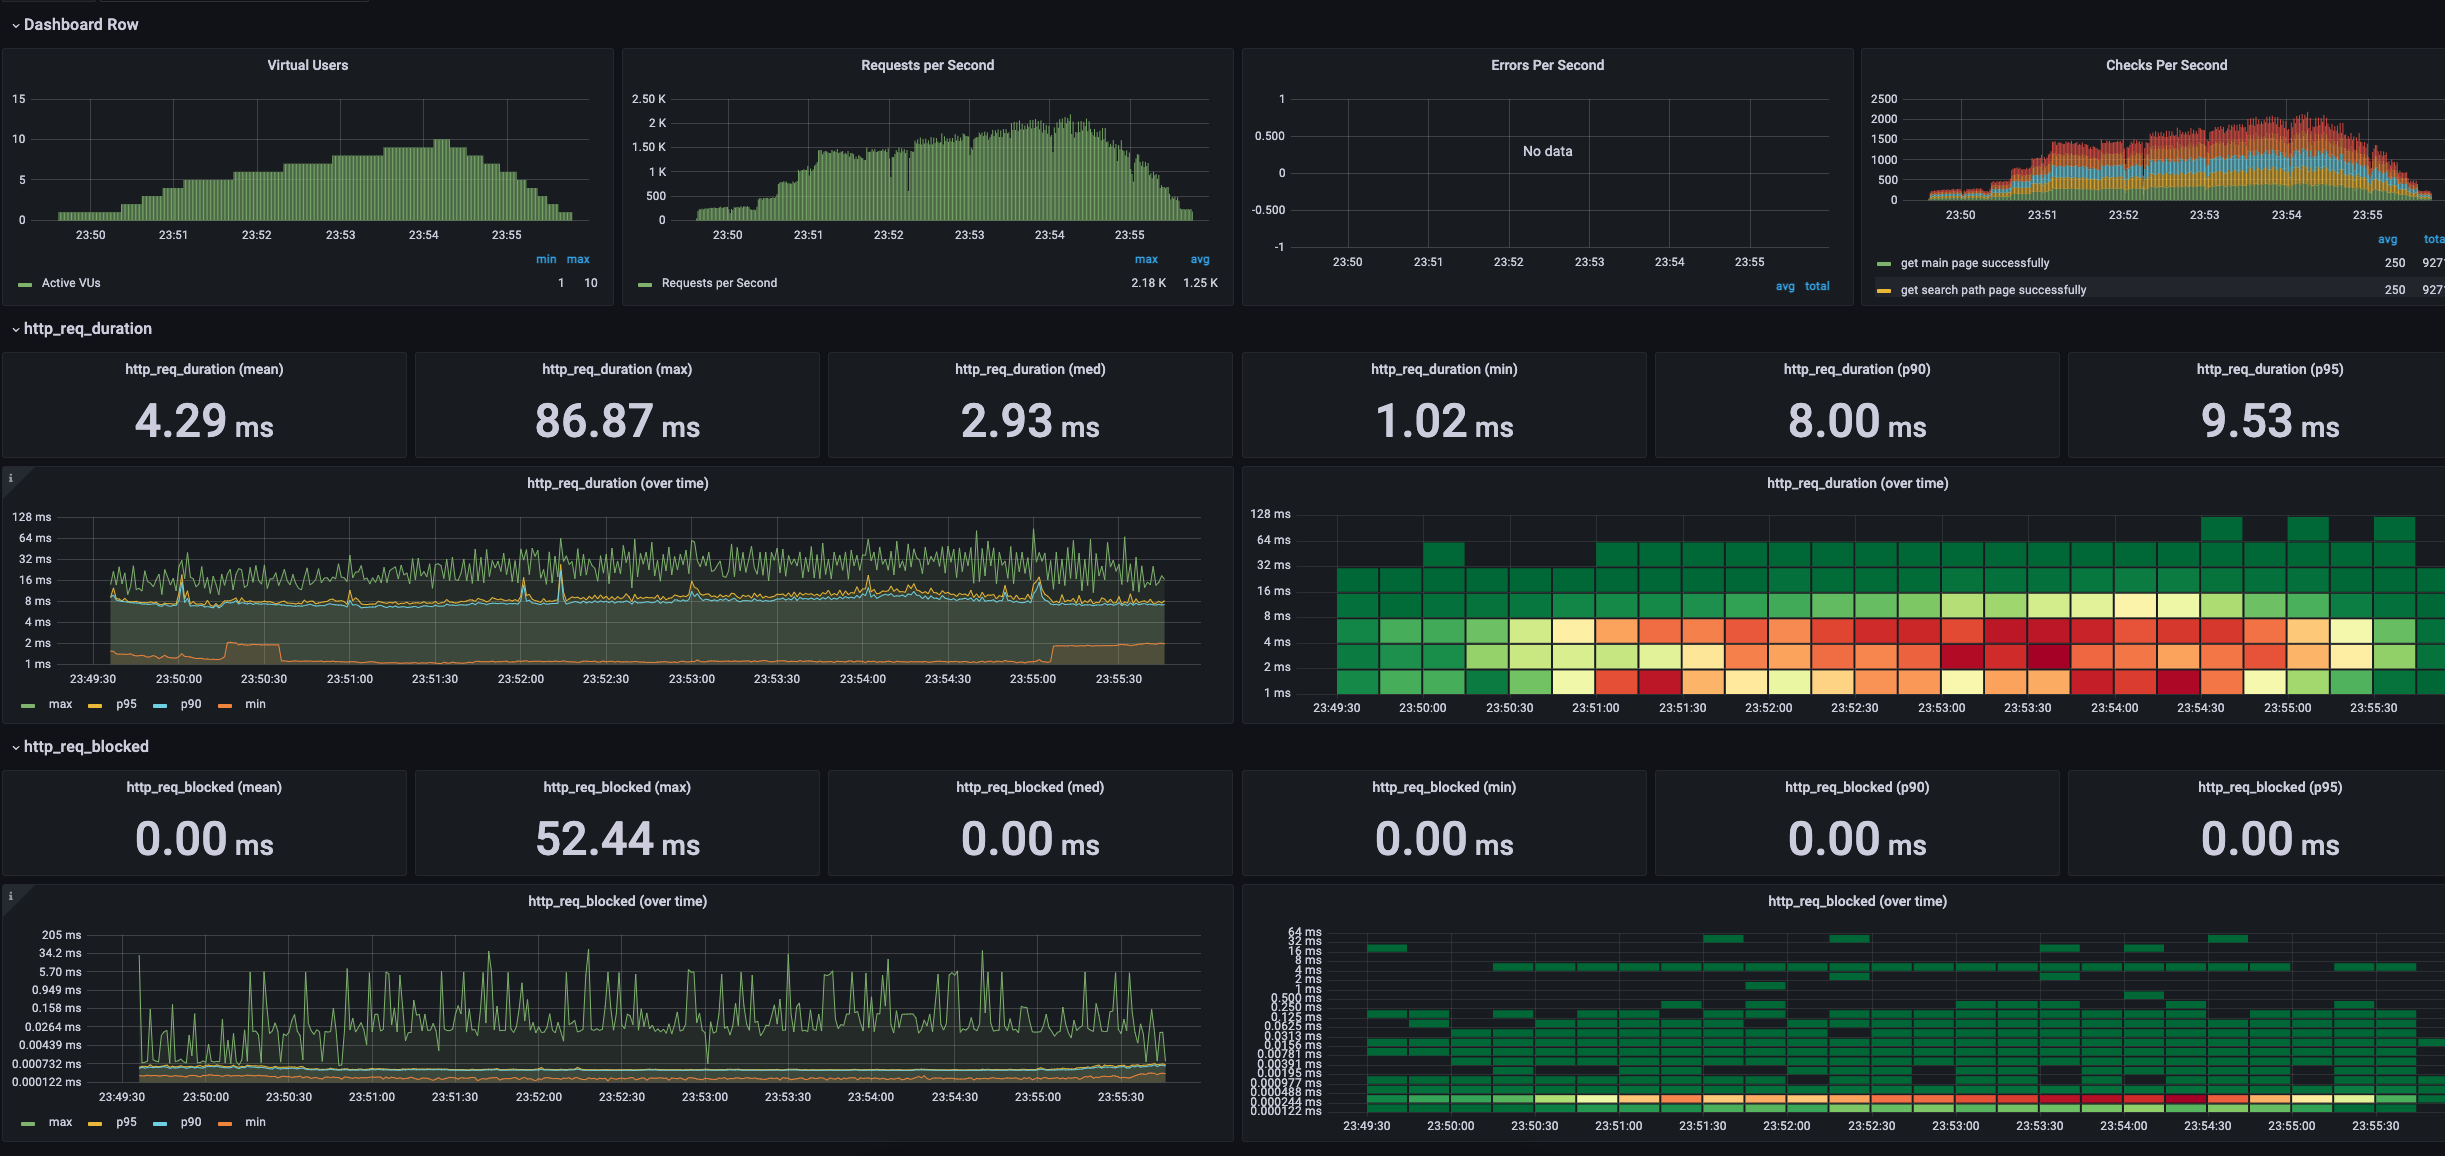 Dashboard Row
Virtual Users
15
10
5
0
23:50 23:51 23:52 23:53 23:54 23:55
min max
Active VUs 1 10
Requests per Second
2.50 K
2 K
1.50 K
1 K
500
0
23:50 23:51 23:52 23:53 23:54 23:55
max avg
Requests per Second 2.18 K 1.25 K
Errors Per Second
1
0.500
0
-0.500
-1
No data
23:50 23:51 23:52 23:53 23:54 23:55
avg total
Checks Per Second
2500
2000
1500
1000
500
0
23:50 23:51 23:52 23:53 23:54 23:55
avg tota
get main page successfully 250 927
get search path page successfully 250 927
http_req_duration
http_req_duration (mean)
4.29 ms
http_req_duration (max)
86.87 ms
http_req_duration (med)
2.93 ms
http_req_duration (min)
1.02 ms
http_req_duration (p90)
8.00 ms
http_req_duration (p95)
9.53 ms
http_req_duration (over time)
128 ms
64 ms
32 ms
16 ms
8 ms
4 ms
2 ms
1 ms
23:49:30 23:50:00 23:50:30 23:51:00 23:51:30 23:52:00 23:52:30 23:53:00 23:53:30 23:54:00 23:54:30 23:55:00 23:55:30
max p95 p90 min
http_req_duration (over time)
128 ms
64 ms
32 ms
16 ms
8 ms
4 ms
2 ms
1 ms
23:49:30 23:50:00 23:50:30 23:51:00 23:51:30 23:52:00 23:52:30 23:53:00 23:53:30 23:54:00 23:54:30 23:55:00 23:55:30
http_req_blocked
http_req_blocked (mean)
0.00 ms
http_req_blocked (max)
52.44 ms
http_req_blocked (med)
0.00 ms
http_req_blocked (min)
0.00 ms
http_req_blocked (p90)
0.00 ms
http_req_blocked (p95)
0.00 ms
http_req_blocked (over time)
205 ms
34.2 ms
5.70 ms
0.949 ms
0.158 ms
0.0264 ms
0.00439 ms
0.000732 ms
0.000122 ms
23:49:30 23:50:00 23:50:30 23:51:00 23:51:30 23:52:00 23:52:30 23:53:00 23:53:30 23:54:00 23:54:30 23:55:00 23:55:30
max p95 p90 min
http_req_blocked (over time)
64 ms
32 ms
16 ms
8 ms
4 ms
2 ms
1 ms
0.500 ms
0.250 ms
0.125 ms
0.0625 ms
0.0313 ms
0.0156 ms
0.00781 ms
0.00391 ms
0.00195 ms
0.000977 ms
0.000488 ms
0.000244 ms
0.000122 ms
23:49:30 23:50:00 23:50:30 23:51:00 23:51:30 23:52:00 23:52:30 23:53:00 23:53:30 23:54:00 23:54:30 23:55:00 23:55:30